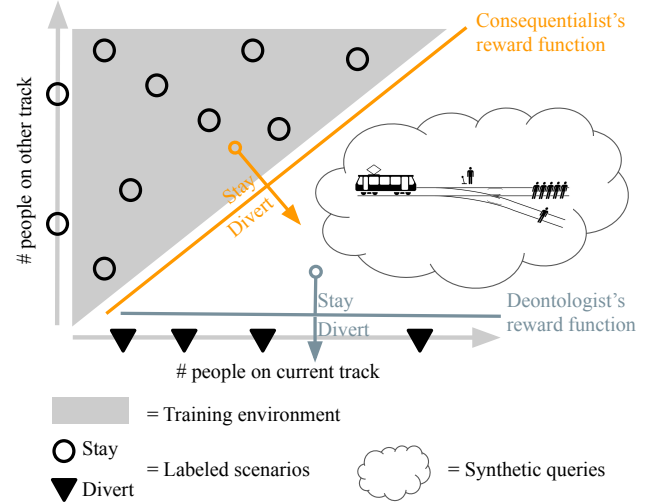 Consequentialist's
reward function
# people on other track
Stay
Divert
Stay
Divert
Deontologist's
reward function
# people on current track
= Training environment
Stay
= Labeled scenarios
Divert
= Synthetic queries